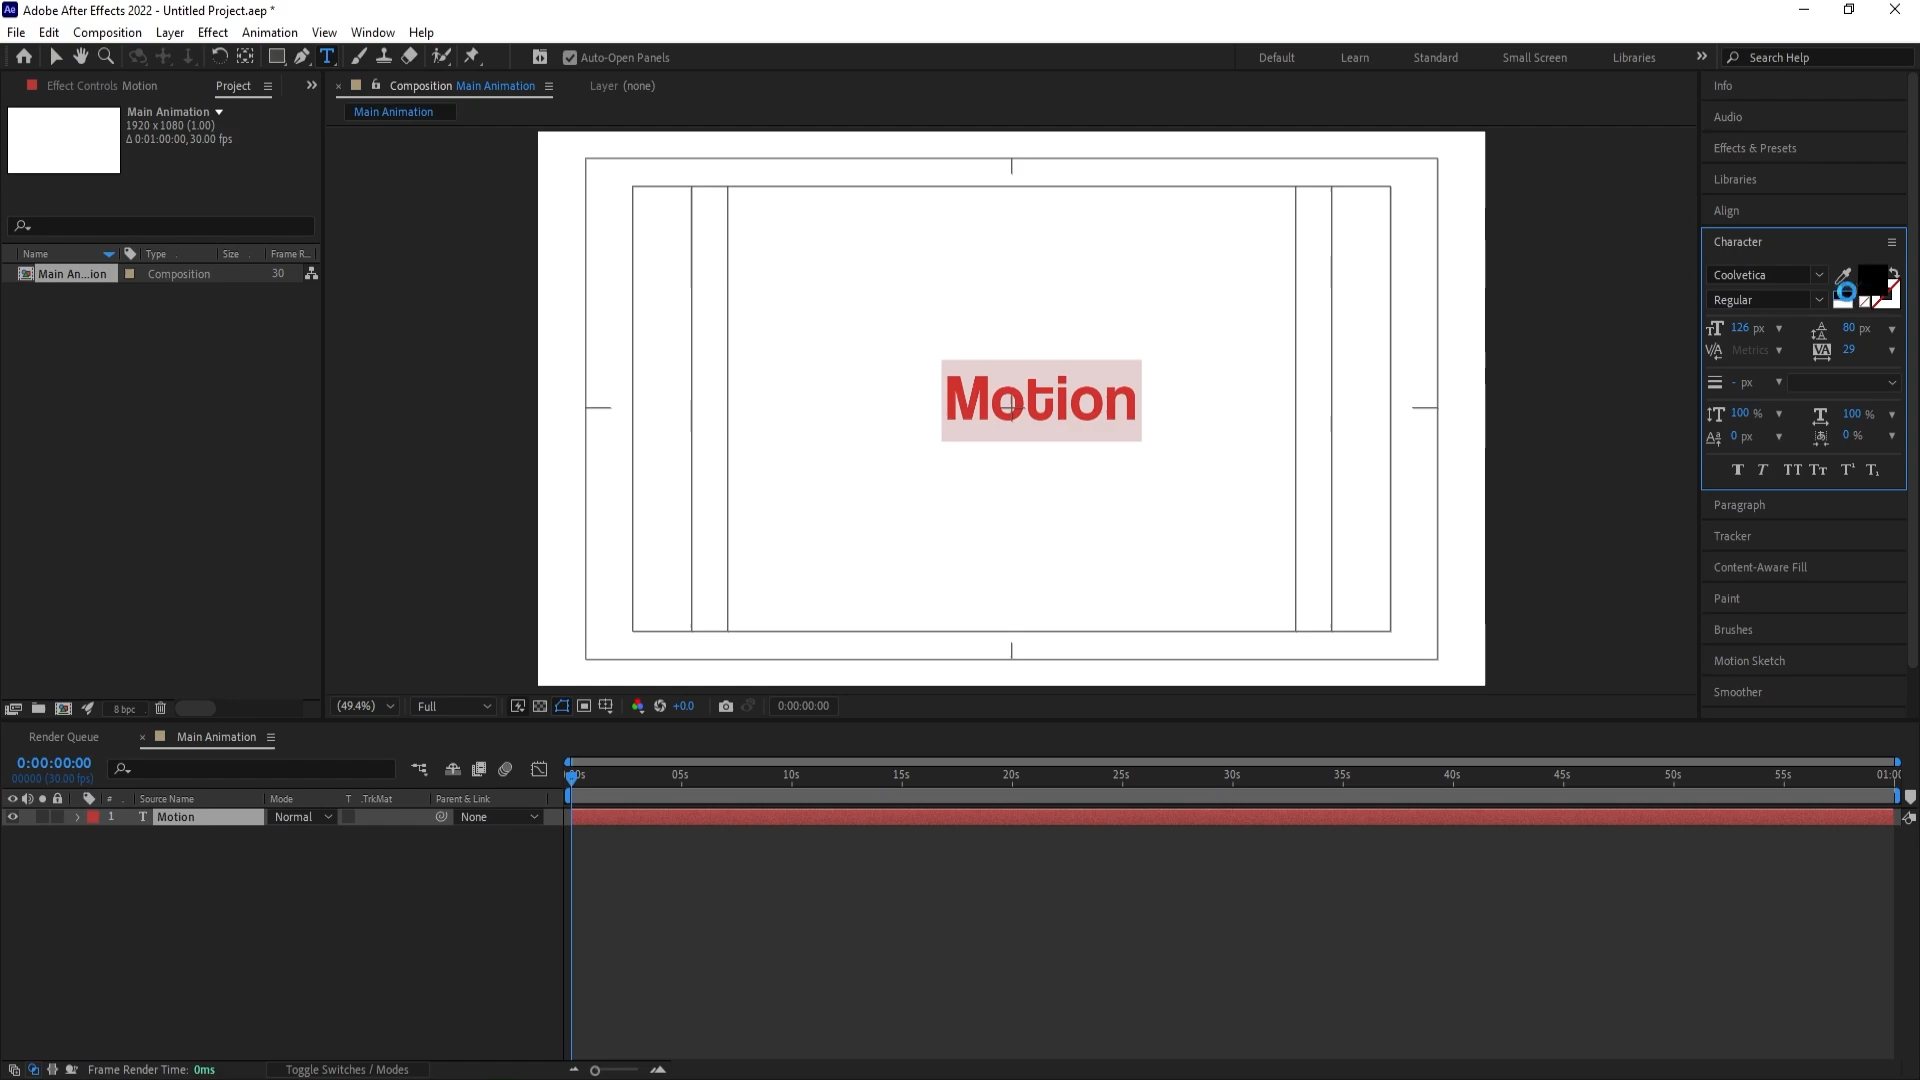 Ae Adobe After Effects 2022 - Untitled Project.aep *
File Edit Composition Layer Effect Animation View Window Help
Auto-Open Panels Default Learn Standard Small Screen Libraries Search Help
Effect Controls Motion Project Composition Main Animation Layer (none) Info
Main Animation
1920 x 1080 (1.00)
Δ 0:01:00:00, 30.00 fps
Main Animation
Audio
Effects & Presets
Libraries
Align
Character
Name Type Size Frame R...
Main An...ion Composition 30
Coolvetica
Regular
126 px 80 px
Metrics 29
- px
100 % 100 %
0 px 0 %
T T TT Tt T¹ T₁
Motion
Paragraph
Tracker
Content-Aware Fill
Paint
Brushes
Motion Sketch
Smoother
8 bpc (49.4%) Full +0.0 0:00:00:00
Render Queue Main Animation
0:00:00:00
00000 (30.00 fps)
05s 10s 15s 20s 25s 30s 35s 40s 45s 50s 55s
# Source Name Mode T .TrkMat Parent & Link
1 T Motion Normal None
Frame Render Time: 0ms Toggle Switches / Modes